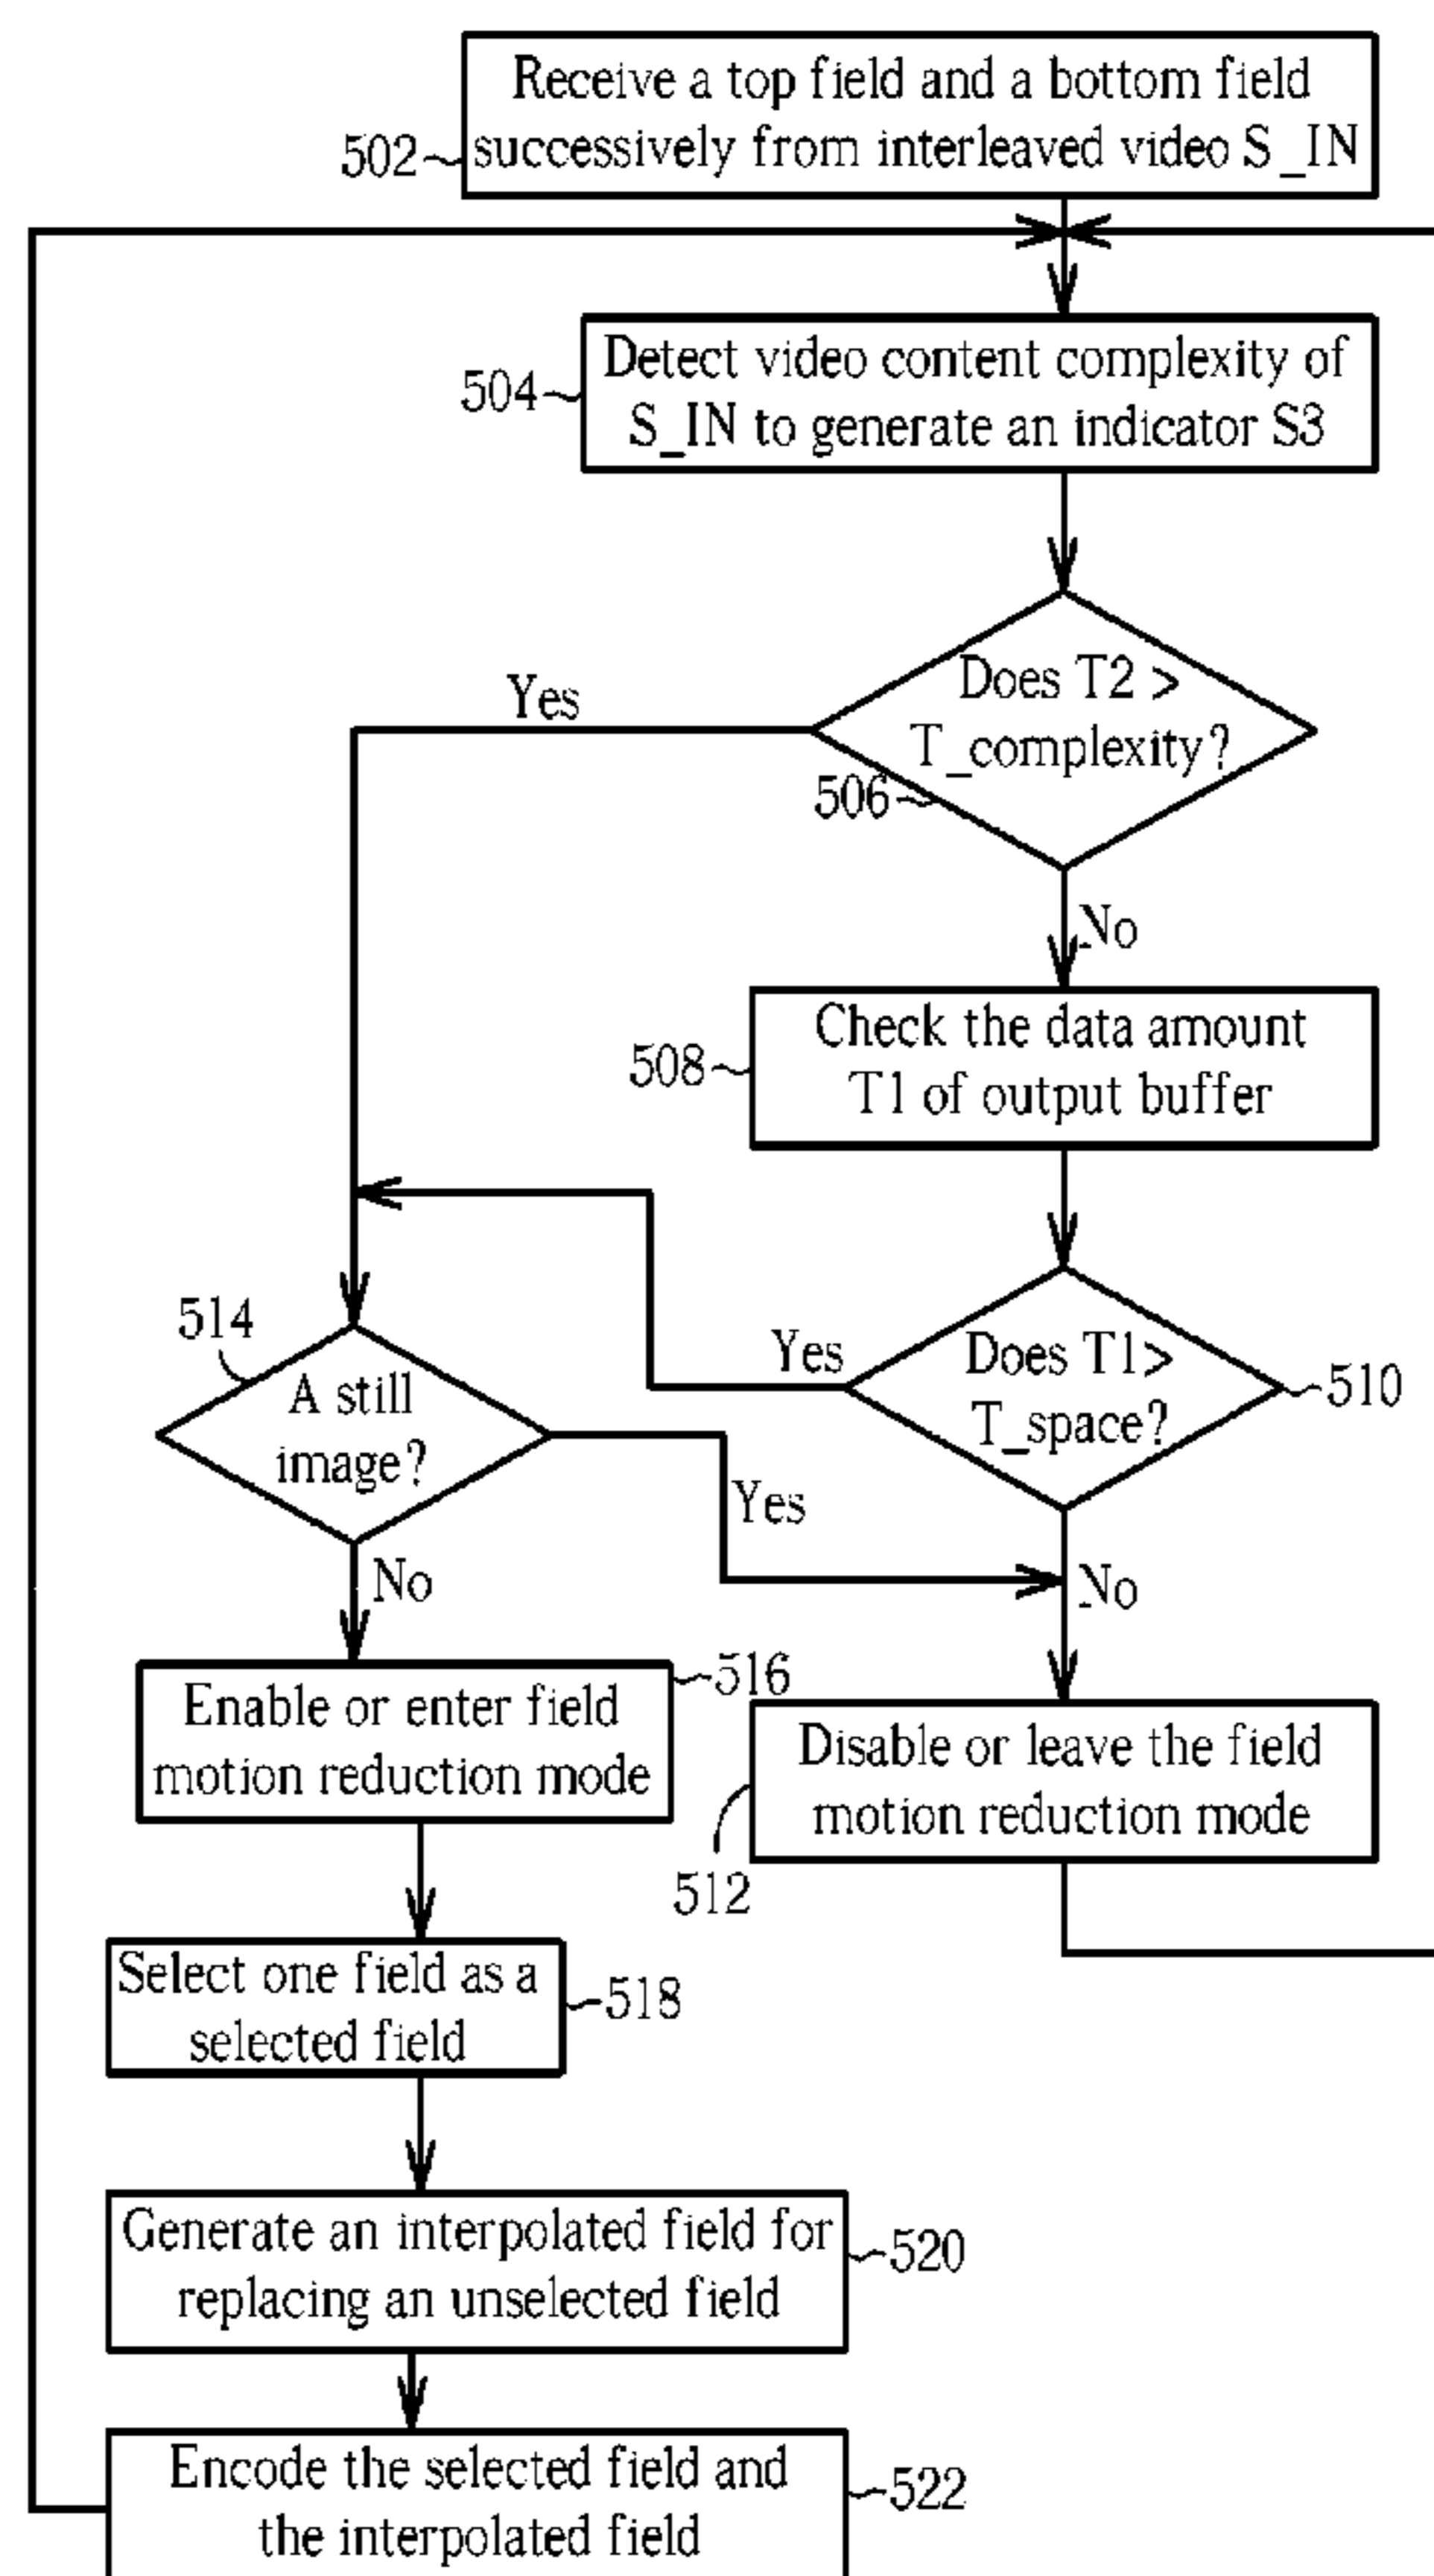 Receive a top field and a bottom field
successively from interleaved video S_IN
502
Detect video content complexity of
S_IN to generate an indicator S3
504
Does T2 >
T_complexity?
506
Yes
No
Check the data amount
T1 of output buffer
508
Does T1>
T_space?
510
Yes
No
514
A still
image?
Yes
No
Enable or enter field
motion reduction mode
516
Disable or leave the field
motion reduction mode
512
Select one field as a
selected field
518
Generate an interpolated field for
replacing an unselected field
520
Encode the selected field and
the interpolated field
522